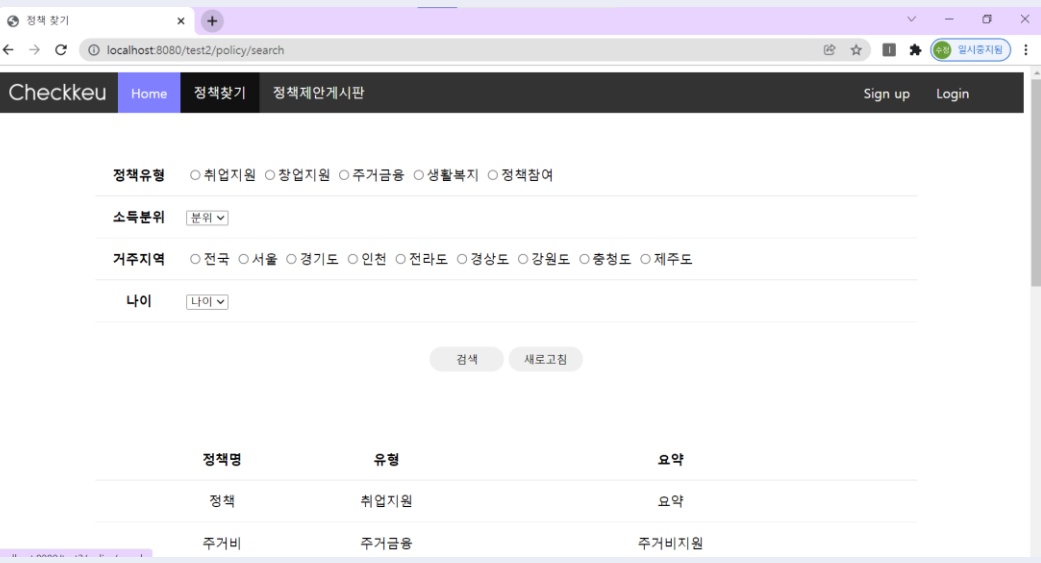 정책 찾기
localhost:8080/test2/policy/search
수정 일시중지됨
Checkkeu Home 정책찾기 정책제안게시판 Sign up Login
정책유형 취업지원 창업지원 주거금융 생활복지 정책참여
소득분위 분위
거주지역 전국 서울 경기도 인천 전라도 경상도 강원도 충청도 제주도
나이 나이
검색 새로고침
정책명 유형 요약
정책 취업지원 요약
주거비 주거금융 주거비지원